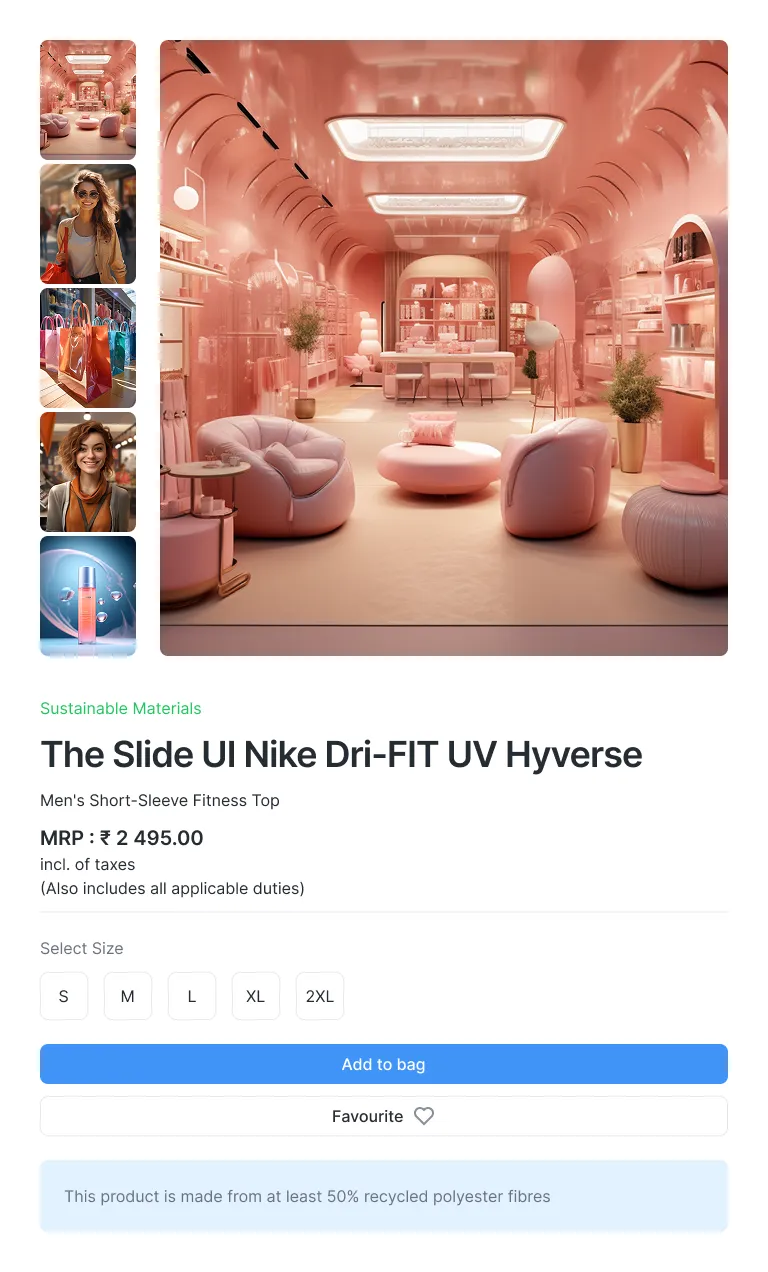 Sustainable Materials
The Slide UI Nike Dri-FIT UV Hyverse
Men's Short-Sleeve Fitness Top
MRP : ₹ 2 495.00
incl. of taxes
(Also includes all applicable duties)
Select Size
S M L XL 2XL
Add to bag
Favourite
This product is made from at least 50% recycled polyester fibres